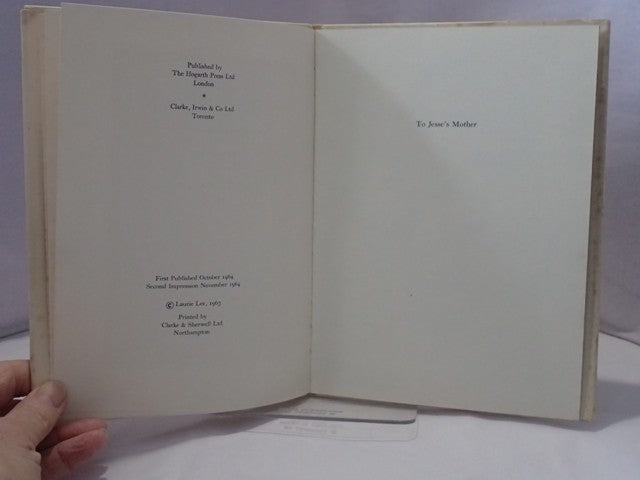 Published by
The Hogarth Press Ltd
London
*
Clarke, Irwin & Co Ltd
Toronto
First Published October 1964
Second Impression November 1964
© Laurie Lee, 1963
Printed by
Clarke & Sherwell Ltd
Northampton
To Jesse's Mother